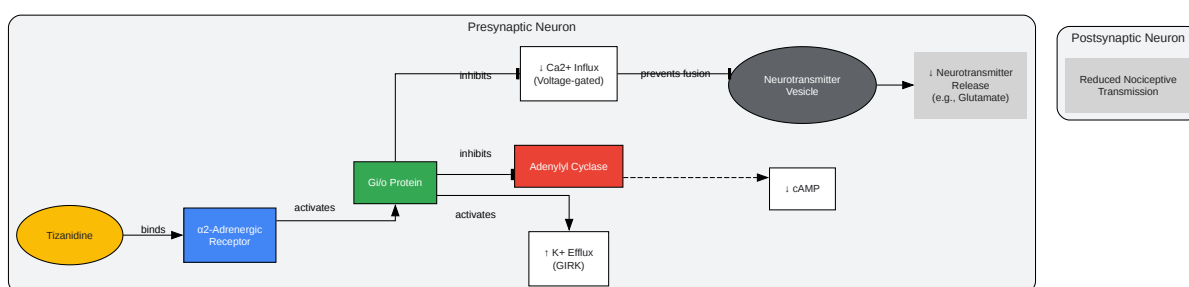 Presynaptic Neuron
Postsynaptic Neuron
inhibits
↓ Ca2+ Influx
(Voltage-gated)
prevents fusion
Neurotransmitter
Vesicle
↓ Neurotransmitter
Release
(e.g., Glutamate)
Reduced Nociceptive
Transmission
inhibits
Adenylyl Cyclase
Gi/o Protein
↓ cAMP
activates
activates
Tizanidine
binds
α2-Adrenergic
Receptor
↑ K+ Efflux
(GIRK)